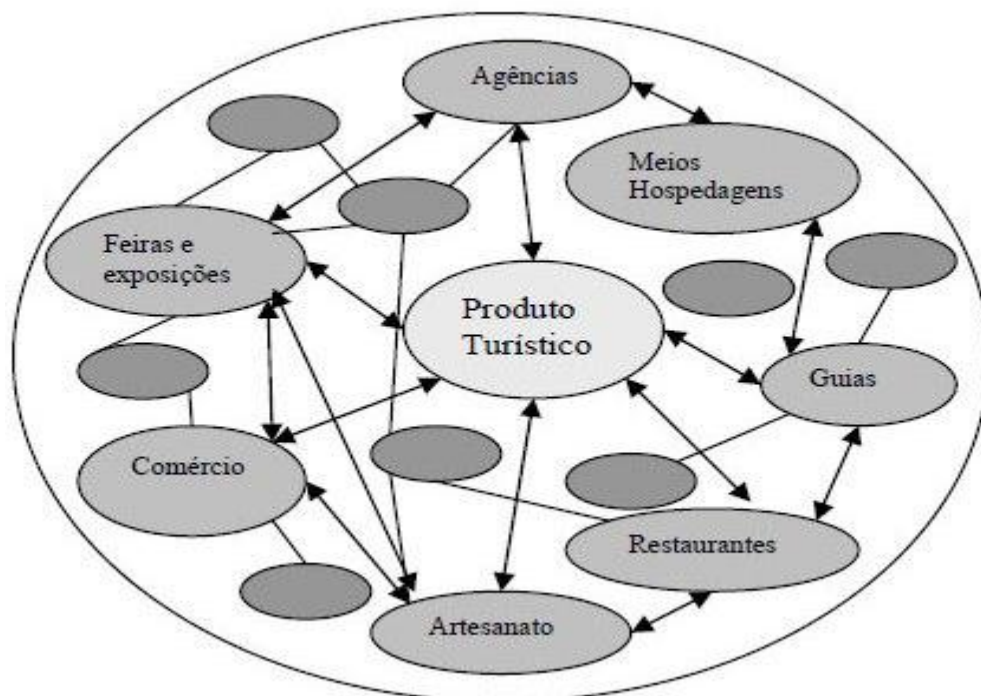 Agências
Meios
Hospedagens
Feiras e
exposições
Produto
Turístico
Guias
Comércio
Restaurantes
Artesanato